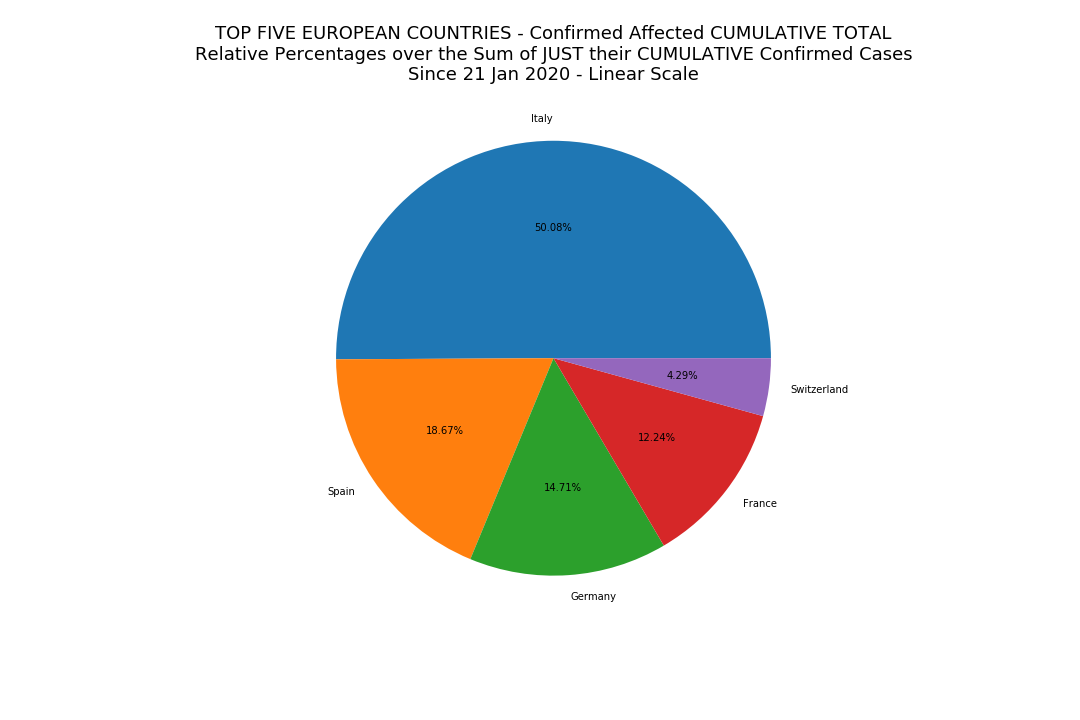 TOP FIVE EUROPEAN COUNTRIES - Confirmed Affected CUMULATIVE TOTAL
Relative Percentages over the Sum of JUST their CUMULATIVE Confirmed Cases
Since 21 Jan 2020 - Linear Scale
Italy
50.08%
4.29%
Switzerland
18.67%
12.24%
14.71%
Spain
France
Germany